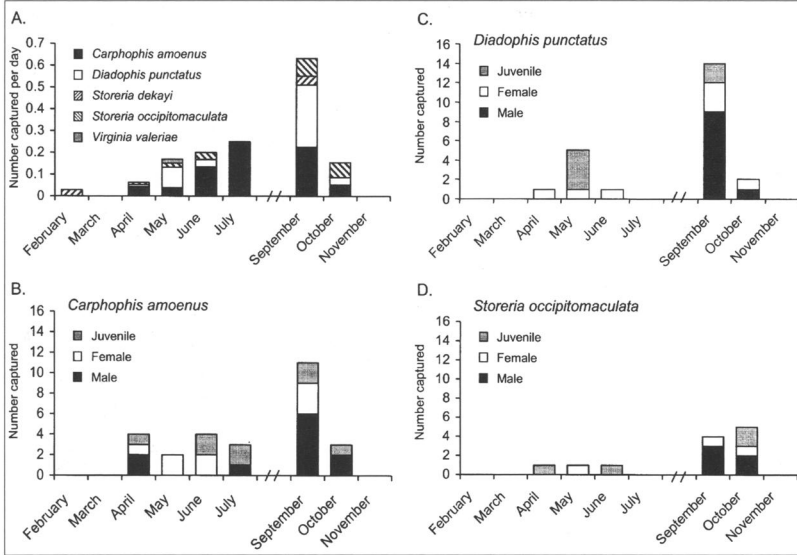 A.
Number captured per day
0.7
0.6
0.5
0.4
0.3
0.2
0.1
0
Carphophis amoenus
Diadophis punctatus
Storeria dekayi
Storeria occipitomaculata
Virginia valeriae
February
March
April
May
June
July
September
October
November
B.
Carphophis amoenus
Number captured
16
14
12
10
8
6
4
2
0
Juvenile
Female
Male
February
March
April
May
June
July
September
October
November
C.
Diadophis punctatus
Number captured
16
14
12
10
8
6
4
2
0
Juvenile
Female
Male
February
March
April
May
June
July
September
October
November
D.
Storeria occipitomaculata
Number captured
16
14
12
10
8
6
4
2
0
Juvenile
Female
Male
February
March
April
May
June
July
September
October
November